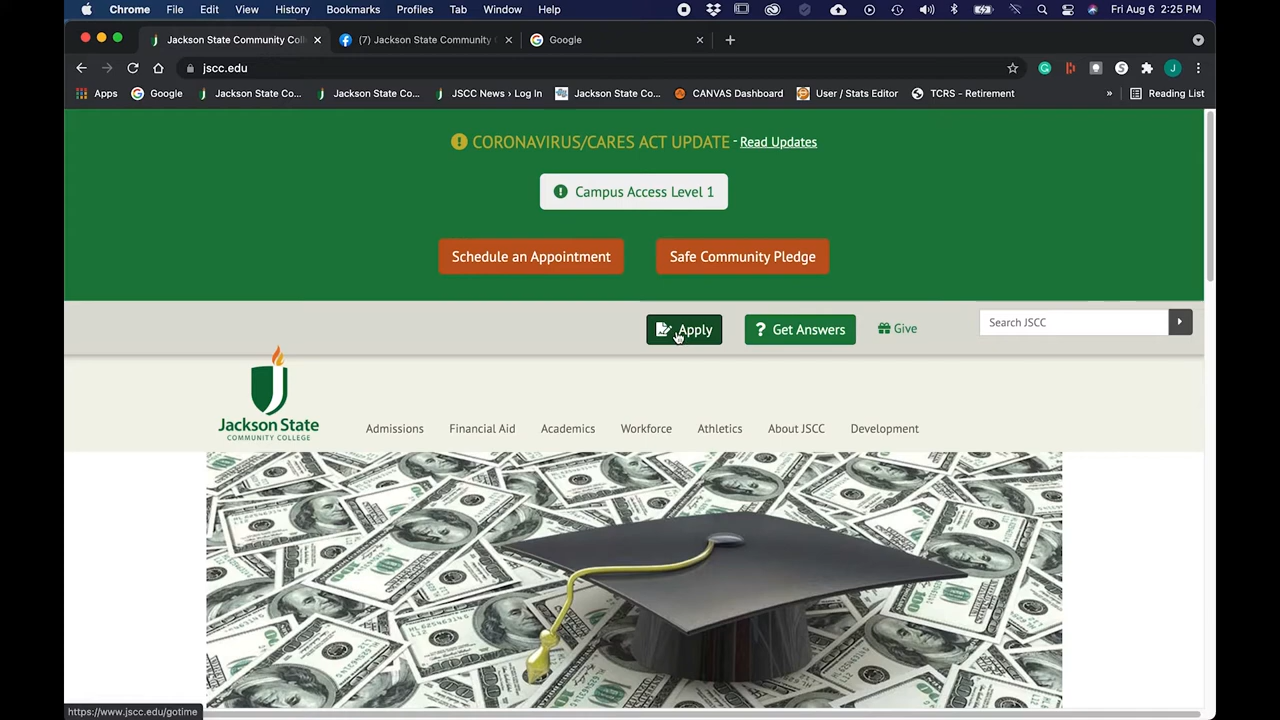 Chrome File Edit View History Bookmarks Profiles Tab Window Help Fri Aug 6 2:25 PM
Jackson State Community Coll (7) Jackson State Community C Google
jscc.edu
Apps Google Jackson State Co... Jackson State Co... JSCC News › Log In Jackson State Co... CANVAS Dashboard User / Stats Editor TCRS - Retirement » Reading List
CORONAVIRUS/CARES ACT UPDATE - Read Updates
Campus Access Level 1
Schedule an Appointment Safe Community Pledge
Apply ? Get Answers Give Search JSCC
Jackson State
COMMUNITY COLLEGE
Admissions Financial Aid Academics Workforce Athletics About JSCC Development
https://www.jscc.edu/gotime